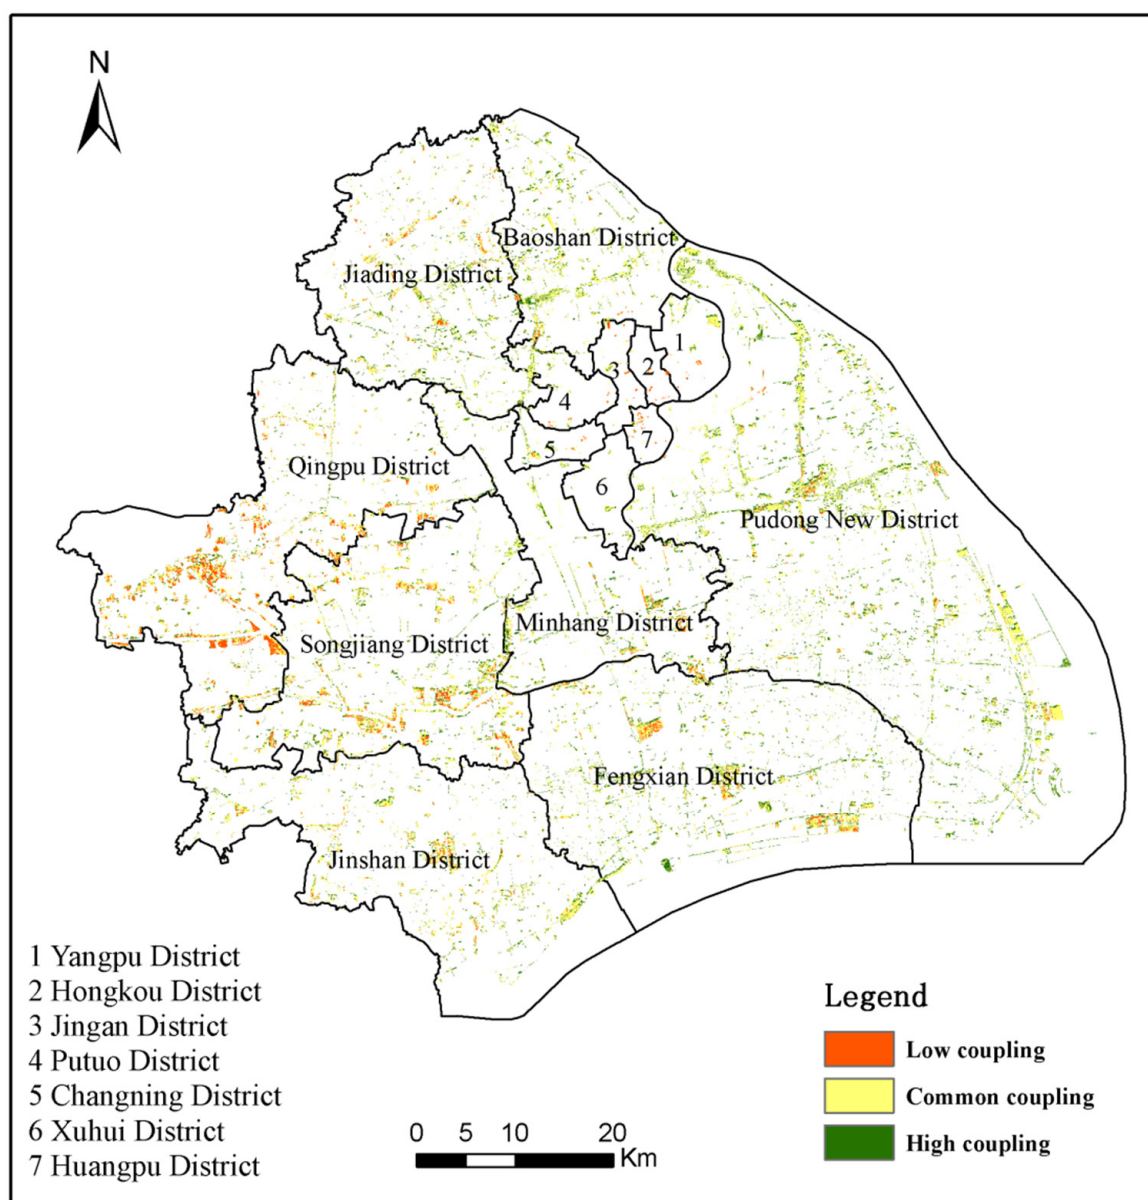 N
Baoshan District
Jiading District
1
2
3
4
5
7
6
Qingpu District
Pudong New District
Minhang District
Songjiang District
Fengxian District
Jinshan District
1 Yangpu District
2 Hongkou District
3 Jingan District
4 Putuo District
5 Changning District
6 Xuhui District
7 Huangpu District
0 5 10 20
Km
Legend
Low coupling
Common coupling
High coupling